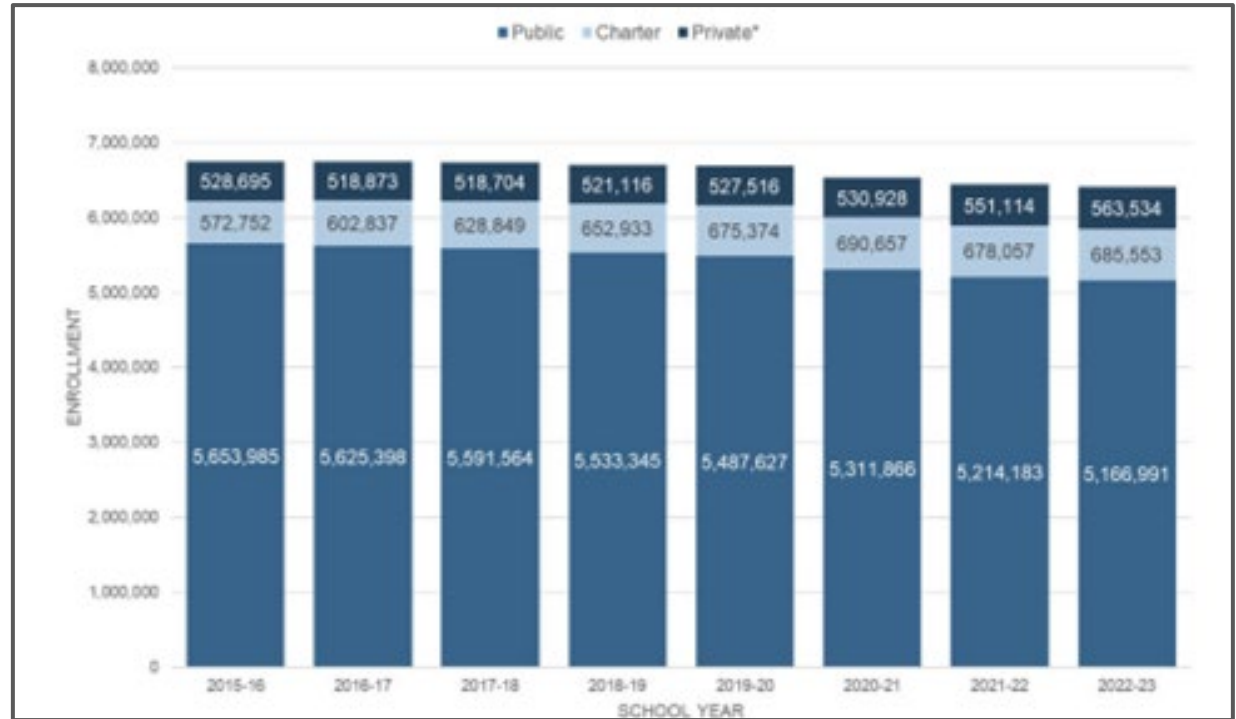 Public Charter Private*
8,000,000
7,000,000
6,000,000
5,000,000
4,000,000
3,000,000
2,000,000
1,000,000
0
ENROLLMENT
528,695 518,873 518,704 521,116 527,516 530,928 551,114 563,534
572,752 602,837 628,849 652,933 675,374 690,657 678,057 685,553
5,653,985 5,625,398 5,591,564 5,533,345 5,487,627 5,311,866 5,214,183 5,166,991
2015-16 2016-17 2017-18 2018-19 2019-20 2020-21 2021-22 2022-23
SCHOOL YEAR